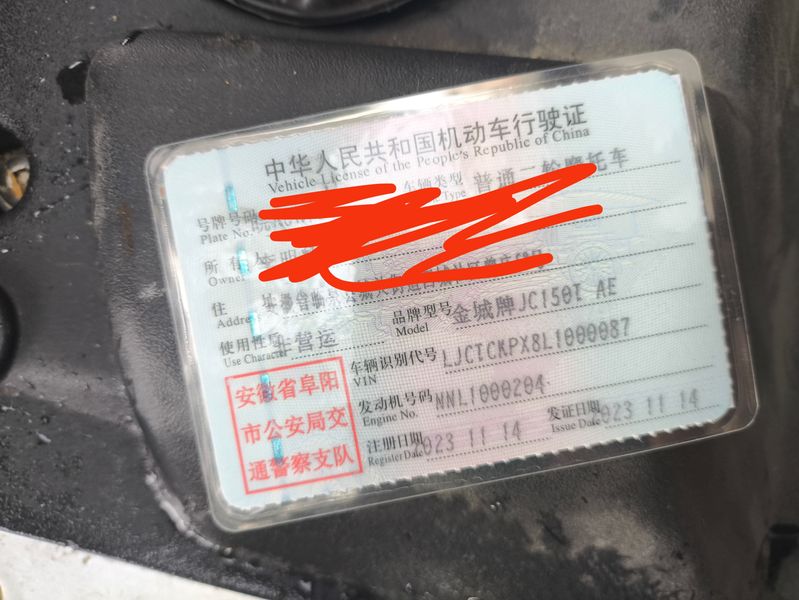 中华人民共和国机动车行驶证
Vehicle License of the People's Republic of China
号牌号码 车辆类型 普通二轮摩托车
Plate No. Type
所有人
Owner
住
Address
使用性质 非营运 品牌型号 金城牌JC150T AE
Use Character Model
车辆识别代号 LJCTCKPX8L1000087
VIN
安徽省阜阳
市公安局交
通警察支队
发动机号码 NNL1000204
Engine No.
注册日期 023 11 14 发证日期 023 11 14
Register Date Issue Date